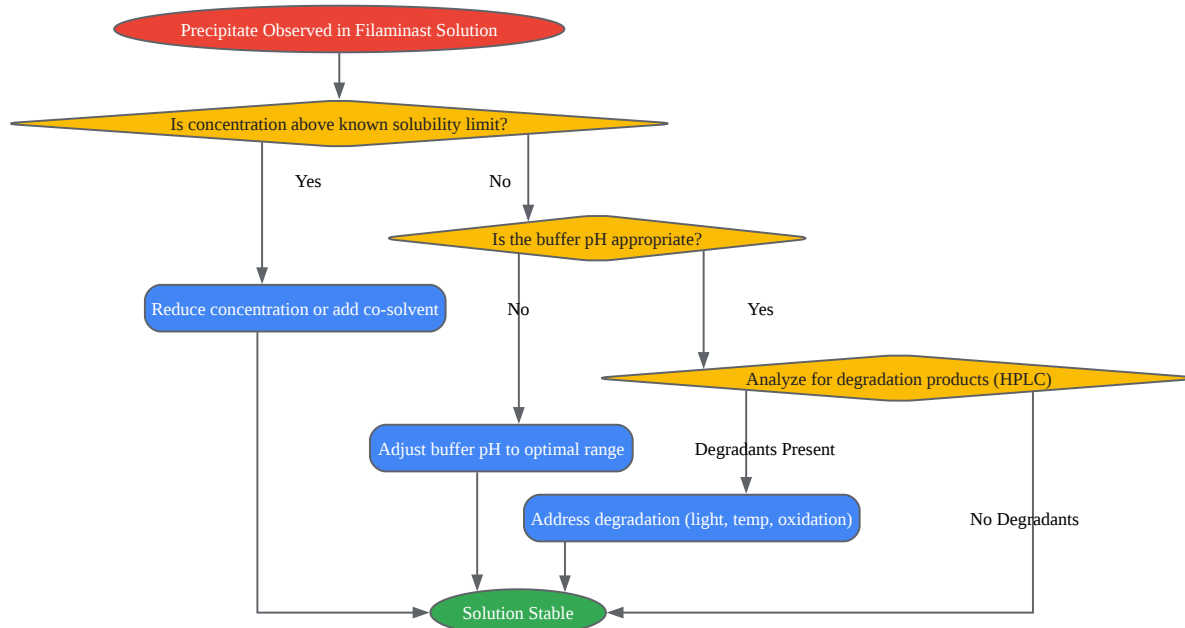 Precipitate Observed in Filaminast Solution
Is concentration above known solubility limit?
Yes
No
Is the buffer pH appropriate?
Reduce concentration or add co-solvent
No
Yes
Analyze for degradation products (HPLC)
Adjust buffer pH to optimal range
Degradants Present
Address degradation (light, temp, oxidation)
No Degradants
Solution Stable